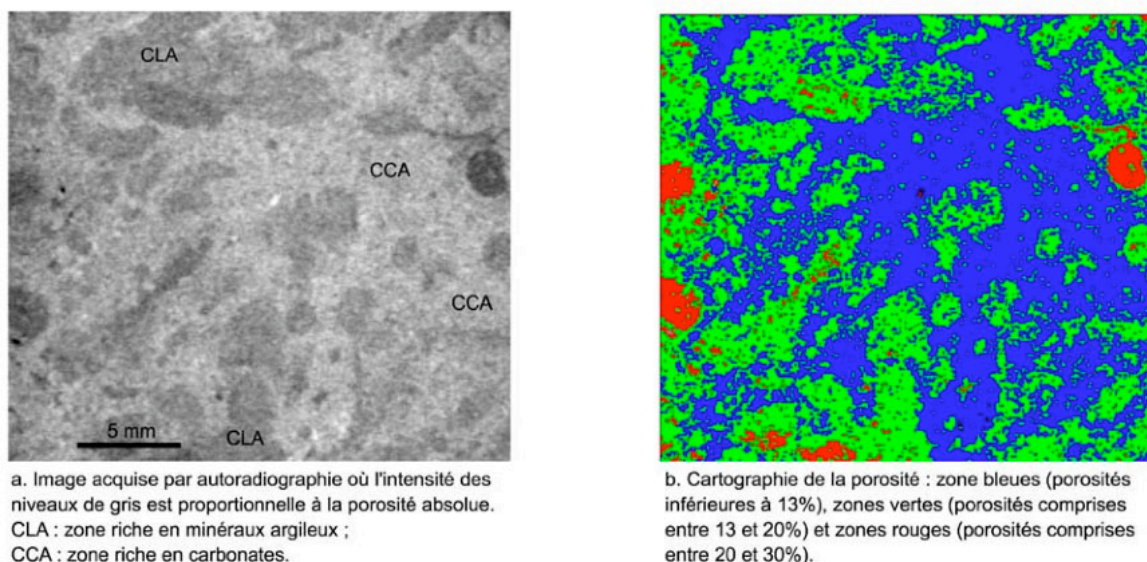 CLA
CCA
CCA
5 mm
CLA
a. Image acquise par autoradiographie où l'intensité des
niveaux de gris est proportionnelle à la porosité absolue.
CLA : zone riche en minéraux argileux ;
CCA : zone riche en carbonates.
b. Cartographie de la porosité : zone bleues (porosités
inférieures à 13%), zones vertes (porosités comprises
entre 13 et 20%) et zones rouges (porosités comprises
entre 20 et 30%).